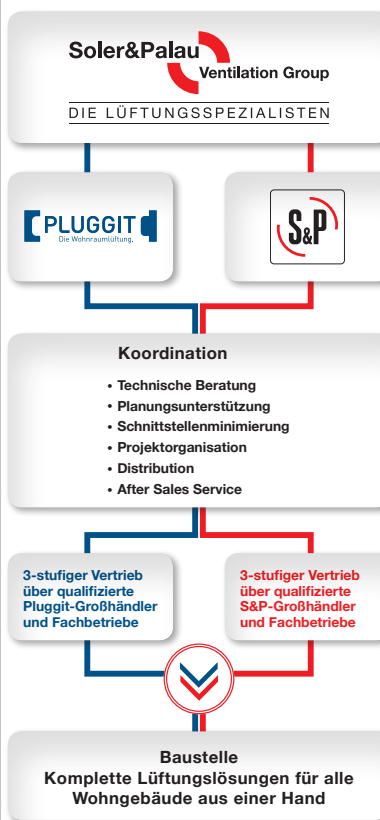 Soler&Palau
Ventilation Group
DIE LÜFTUNGSSPEZIALISTEN
PLUGGIT
Die Wohnraumlüftung.
S&P
Koordination
• Technische Beratung
• Planungsunterstützung
• Schnittstellenminimierung
• Projektorganisation
• Distribution
• After Sales Service
3-stufiger Vertrieb
über qualifizierte
Pluggit-Großhändler
und Fachbetriebe
3-stufiger Vertrieb
über qualifizierte
S&P-Großhändler
und Fachbetriebe
Baustelle
Komplette Lüftungslösungen für alle
Wohngebäude aus einer Hand